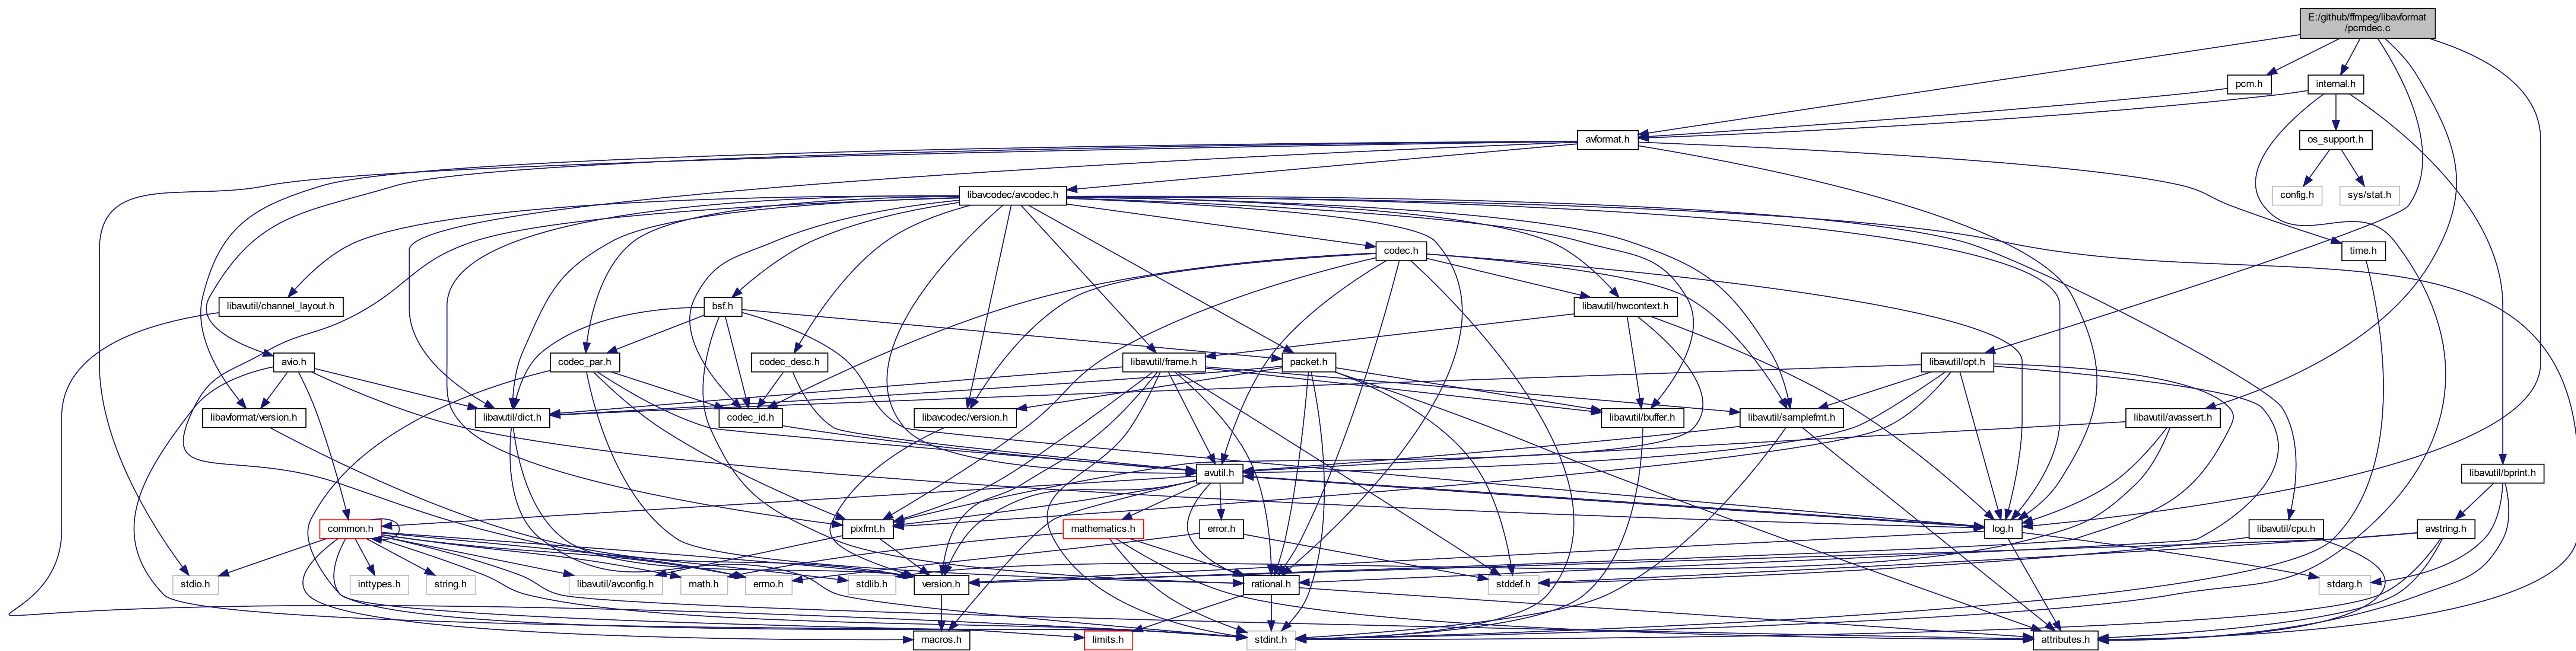 E:/github/ffmpeg/libavformat
/pcmdec.c
pcm.h
internal.h
avformat.h
os_support.h
libavcodec/avcodec.h
config.h
sys/stat.h
codec.h
time.h
libavutil/channel_layout.h
bsf.h
libavutil/hwcontext.h
avio.h
codec_par.h
codec_desc.h
libavutil/frame.h
packet.h
libavutil/opt.h
libavformat/version.h
libavutil/dict.h
codec_id.h
libavcodec/version.h
libavutil/buffer.h
libavutil/samplefmt.h
libavutil/avassert.h
avutil.h
libavutil/bprint.h
common.h
pixfmt.h
mathematics.h
error.h
log.h
libavutil/cpu.h
avstring.h
stdio.h
inttypes.h
string.h
libavutil/avconfig.h
math.h
errno.h
stdlib.h
version.h
rational.h
stddef.h
stdarg.h
macros.h
limits.h
stdint.h
attributes.h